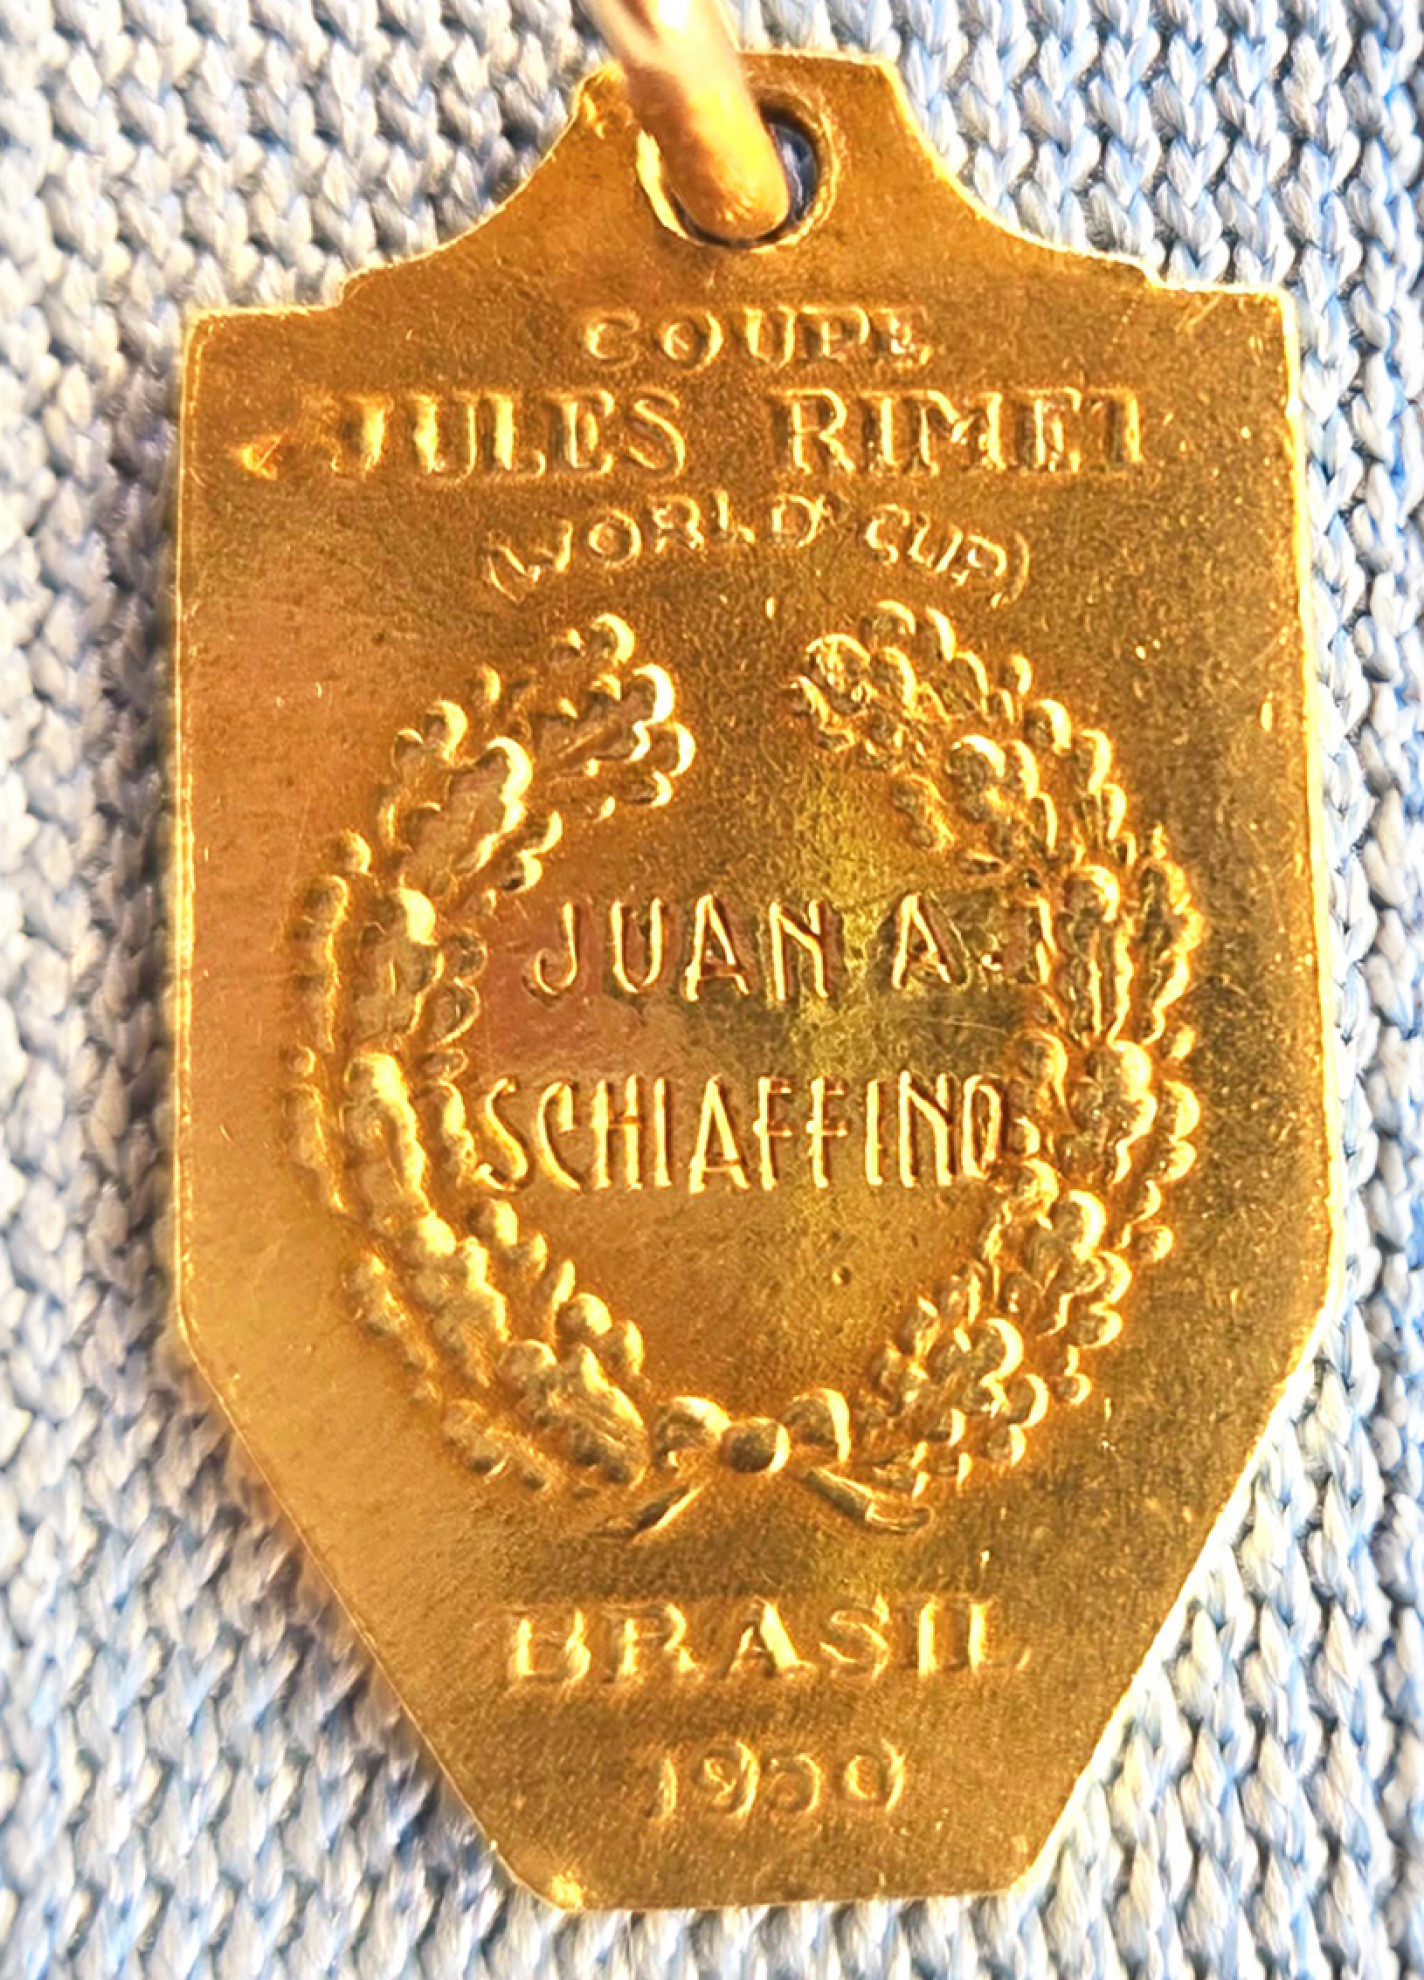 COUPE
JULES RIMET
(WORLD CUP)
JUAN A.
SCHIAFFINO
BRASIL
1950